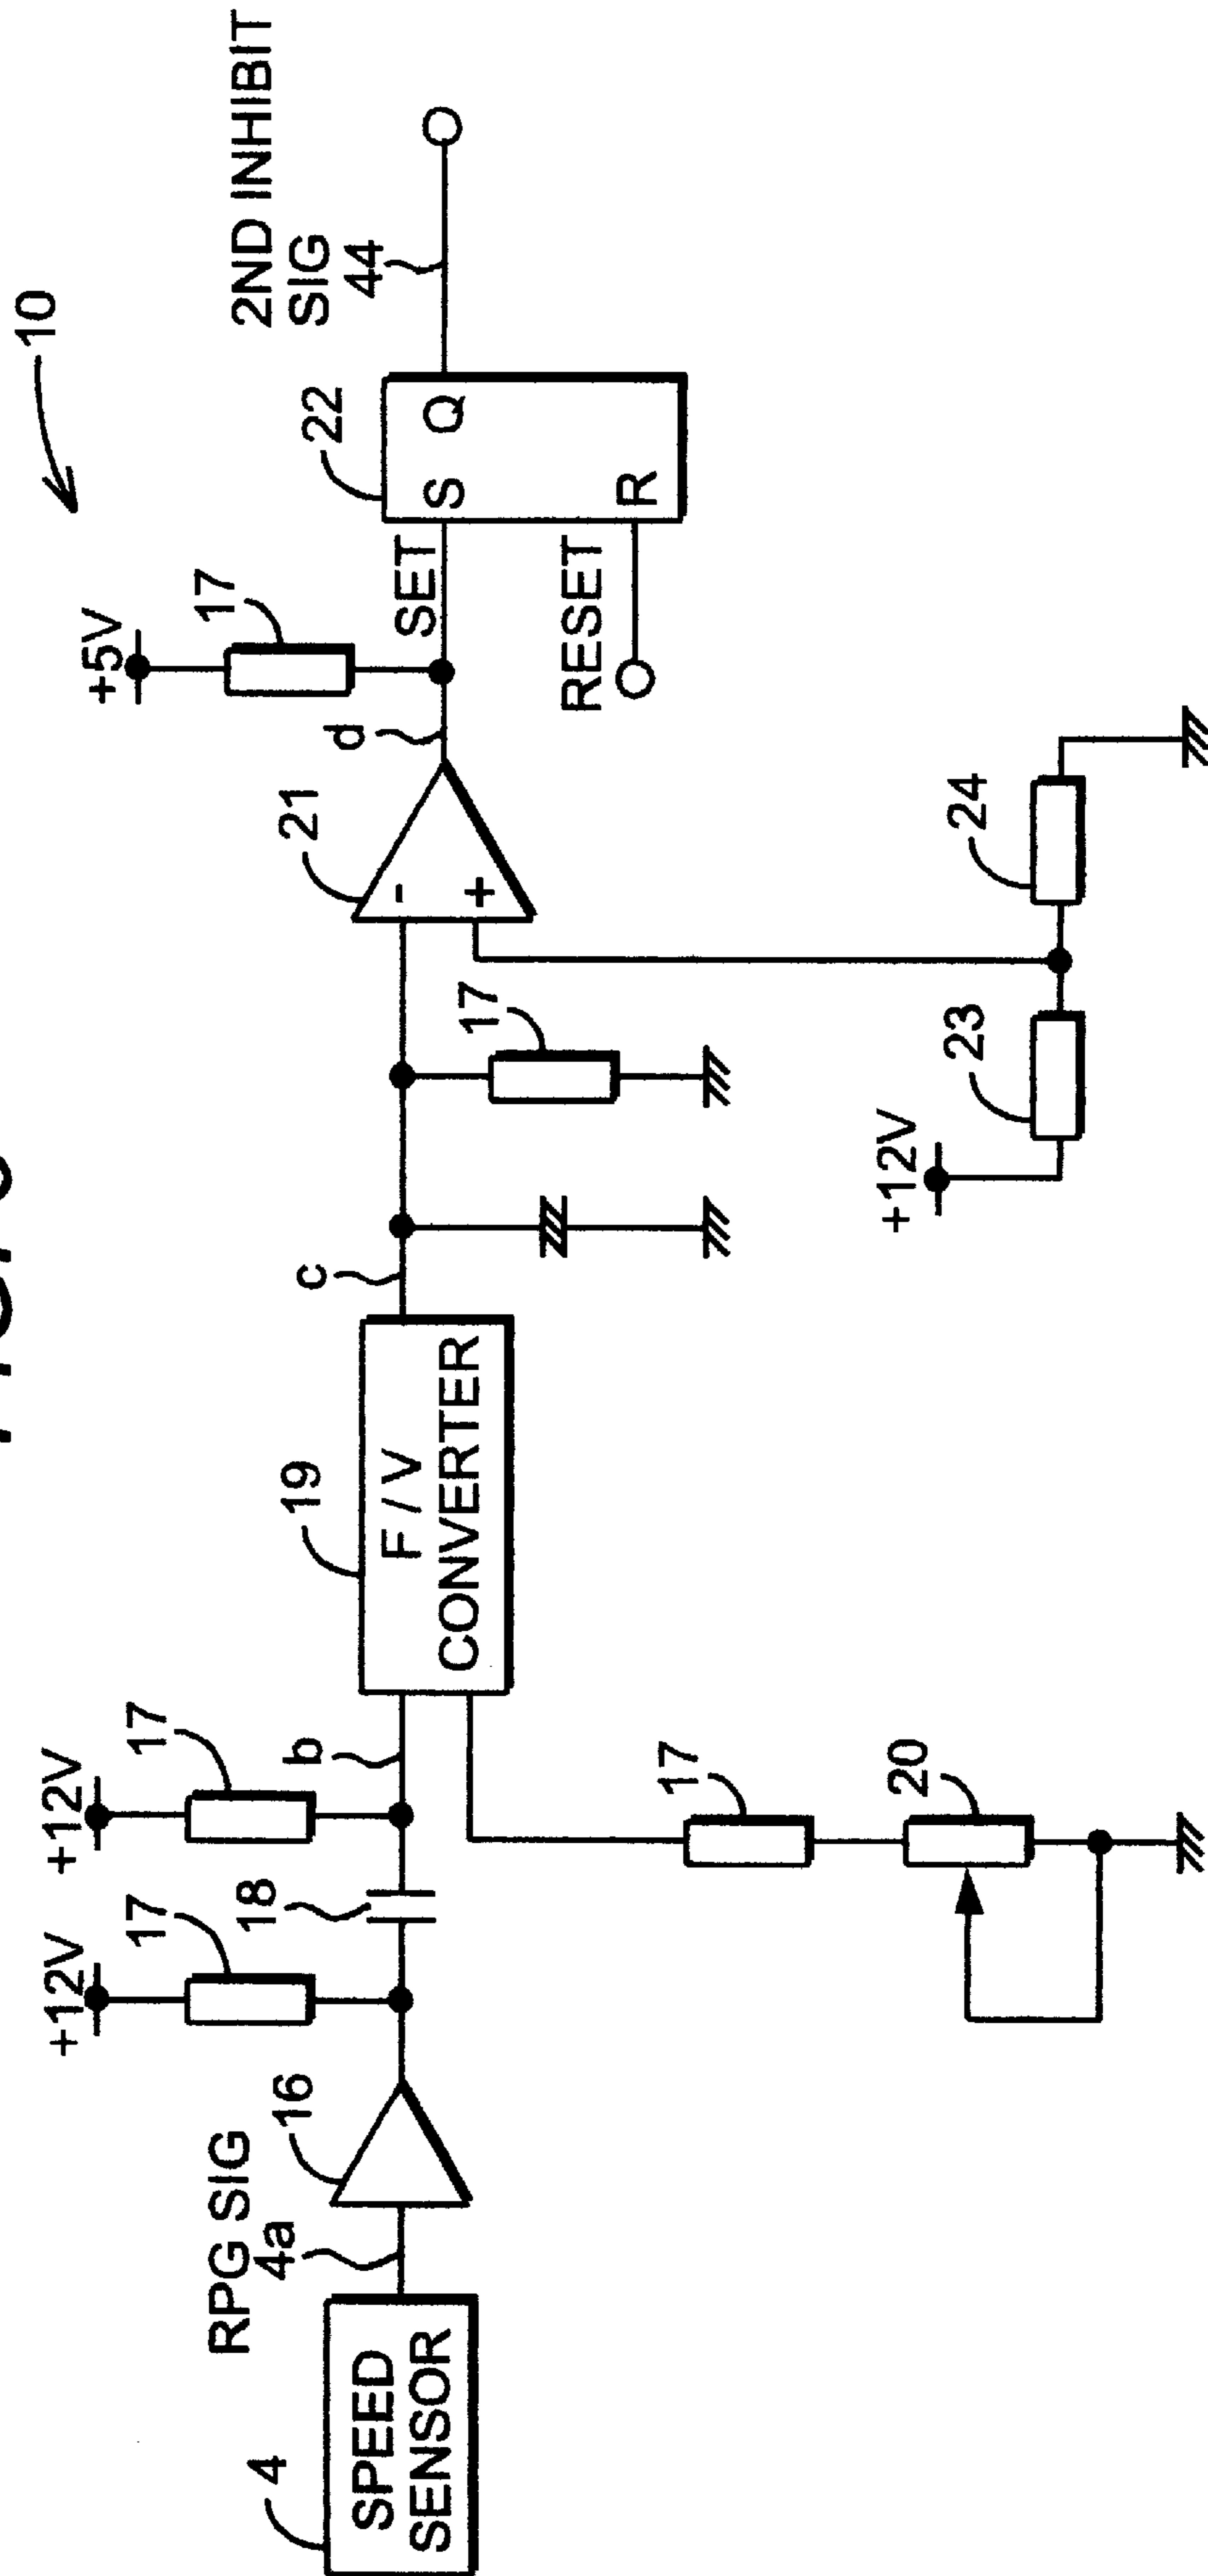 10
+12V
+12V
+5V
17
17
17
2ND INHIBIT
SIG
44
RPG SIG
4a
16
18
b
19
c
21
d
22
4
SPEED
SENSOR
F / V
CONVERTER
-
+
SET
S
Q
RESET
R
17
17
20
+12V
23
24